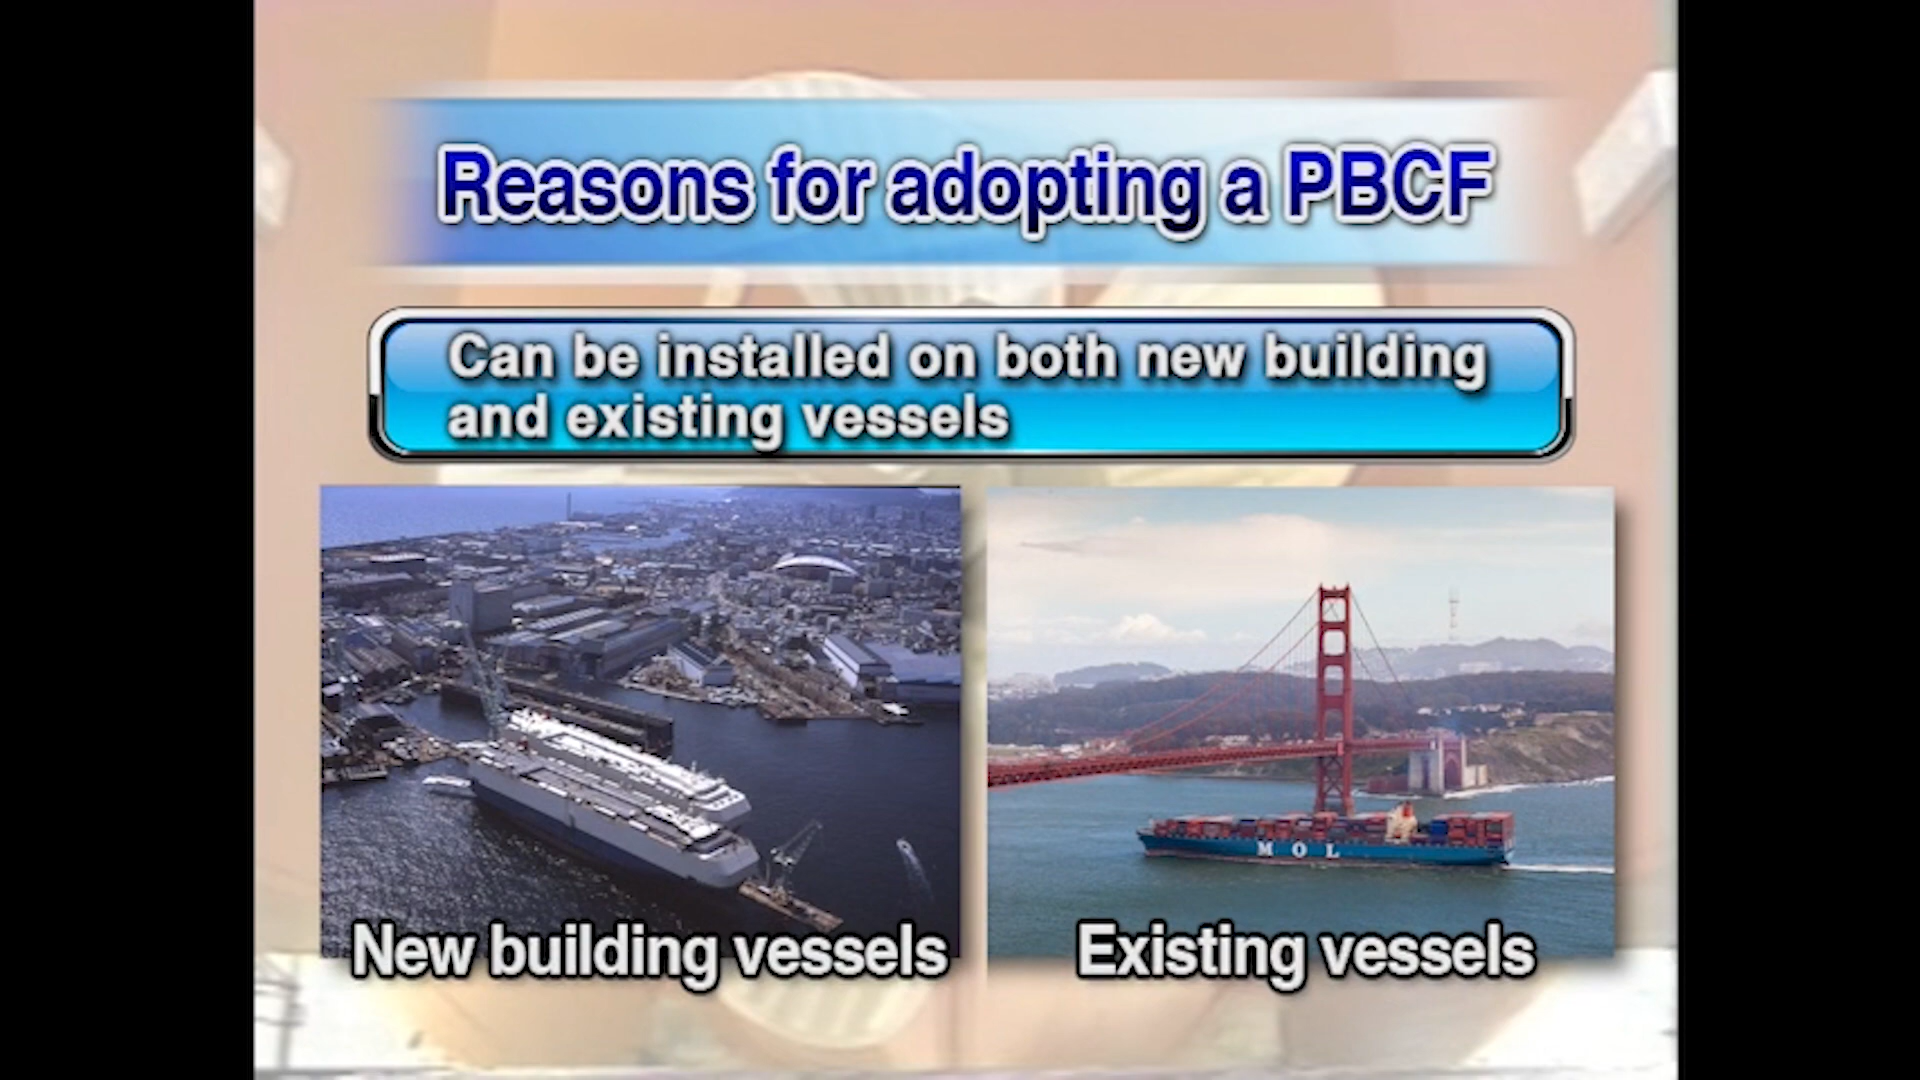 Reasons for adopting a PBCF
Can be installed on both new building
and existing vessels
M O L
New building vessels
Existing vessels